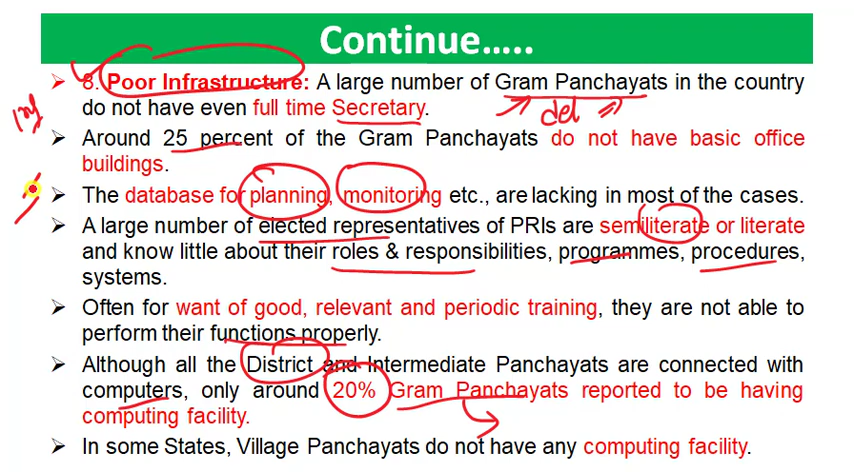 Continue.....
➢ 8. Poor Infrastructure: A large number of Gram Panchayats in the country
do not have even full time Secretary.
➢ Around 25 percent of the Gram Panchayats do not have basic office
buildings.
➢ The database for planning, monitoring etc., are lacking in most of the cases.
➢ A large number of elected representatives of PRIs are semiliterate or literate
and know little about their roles & responsibilities, programmes, procedures,
systems.
➢ Often for want of good, relevant and periodic training, they are not able to
perform their functions properly.
➢ Although all the District and Intermediate Panchayats are connected with
computers, only around 20% Gram Panchayats reported to be having
computing facility.
➢ In some States, Village Panchayats do not have any computing facility.